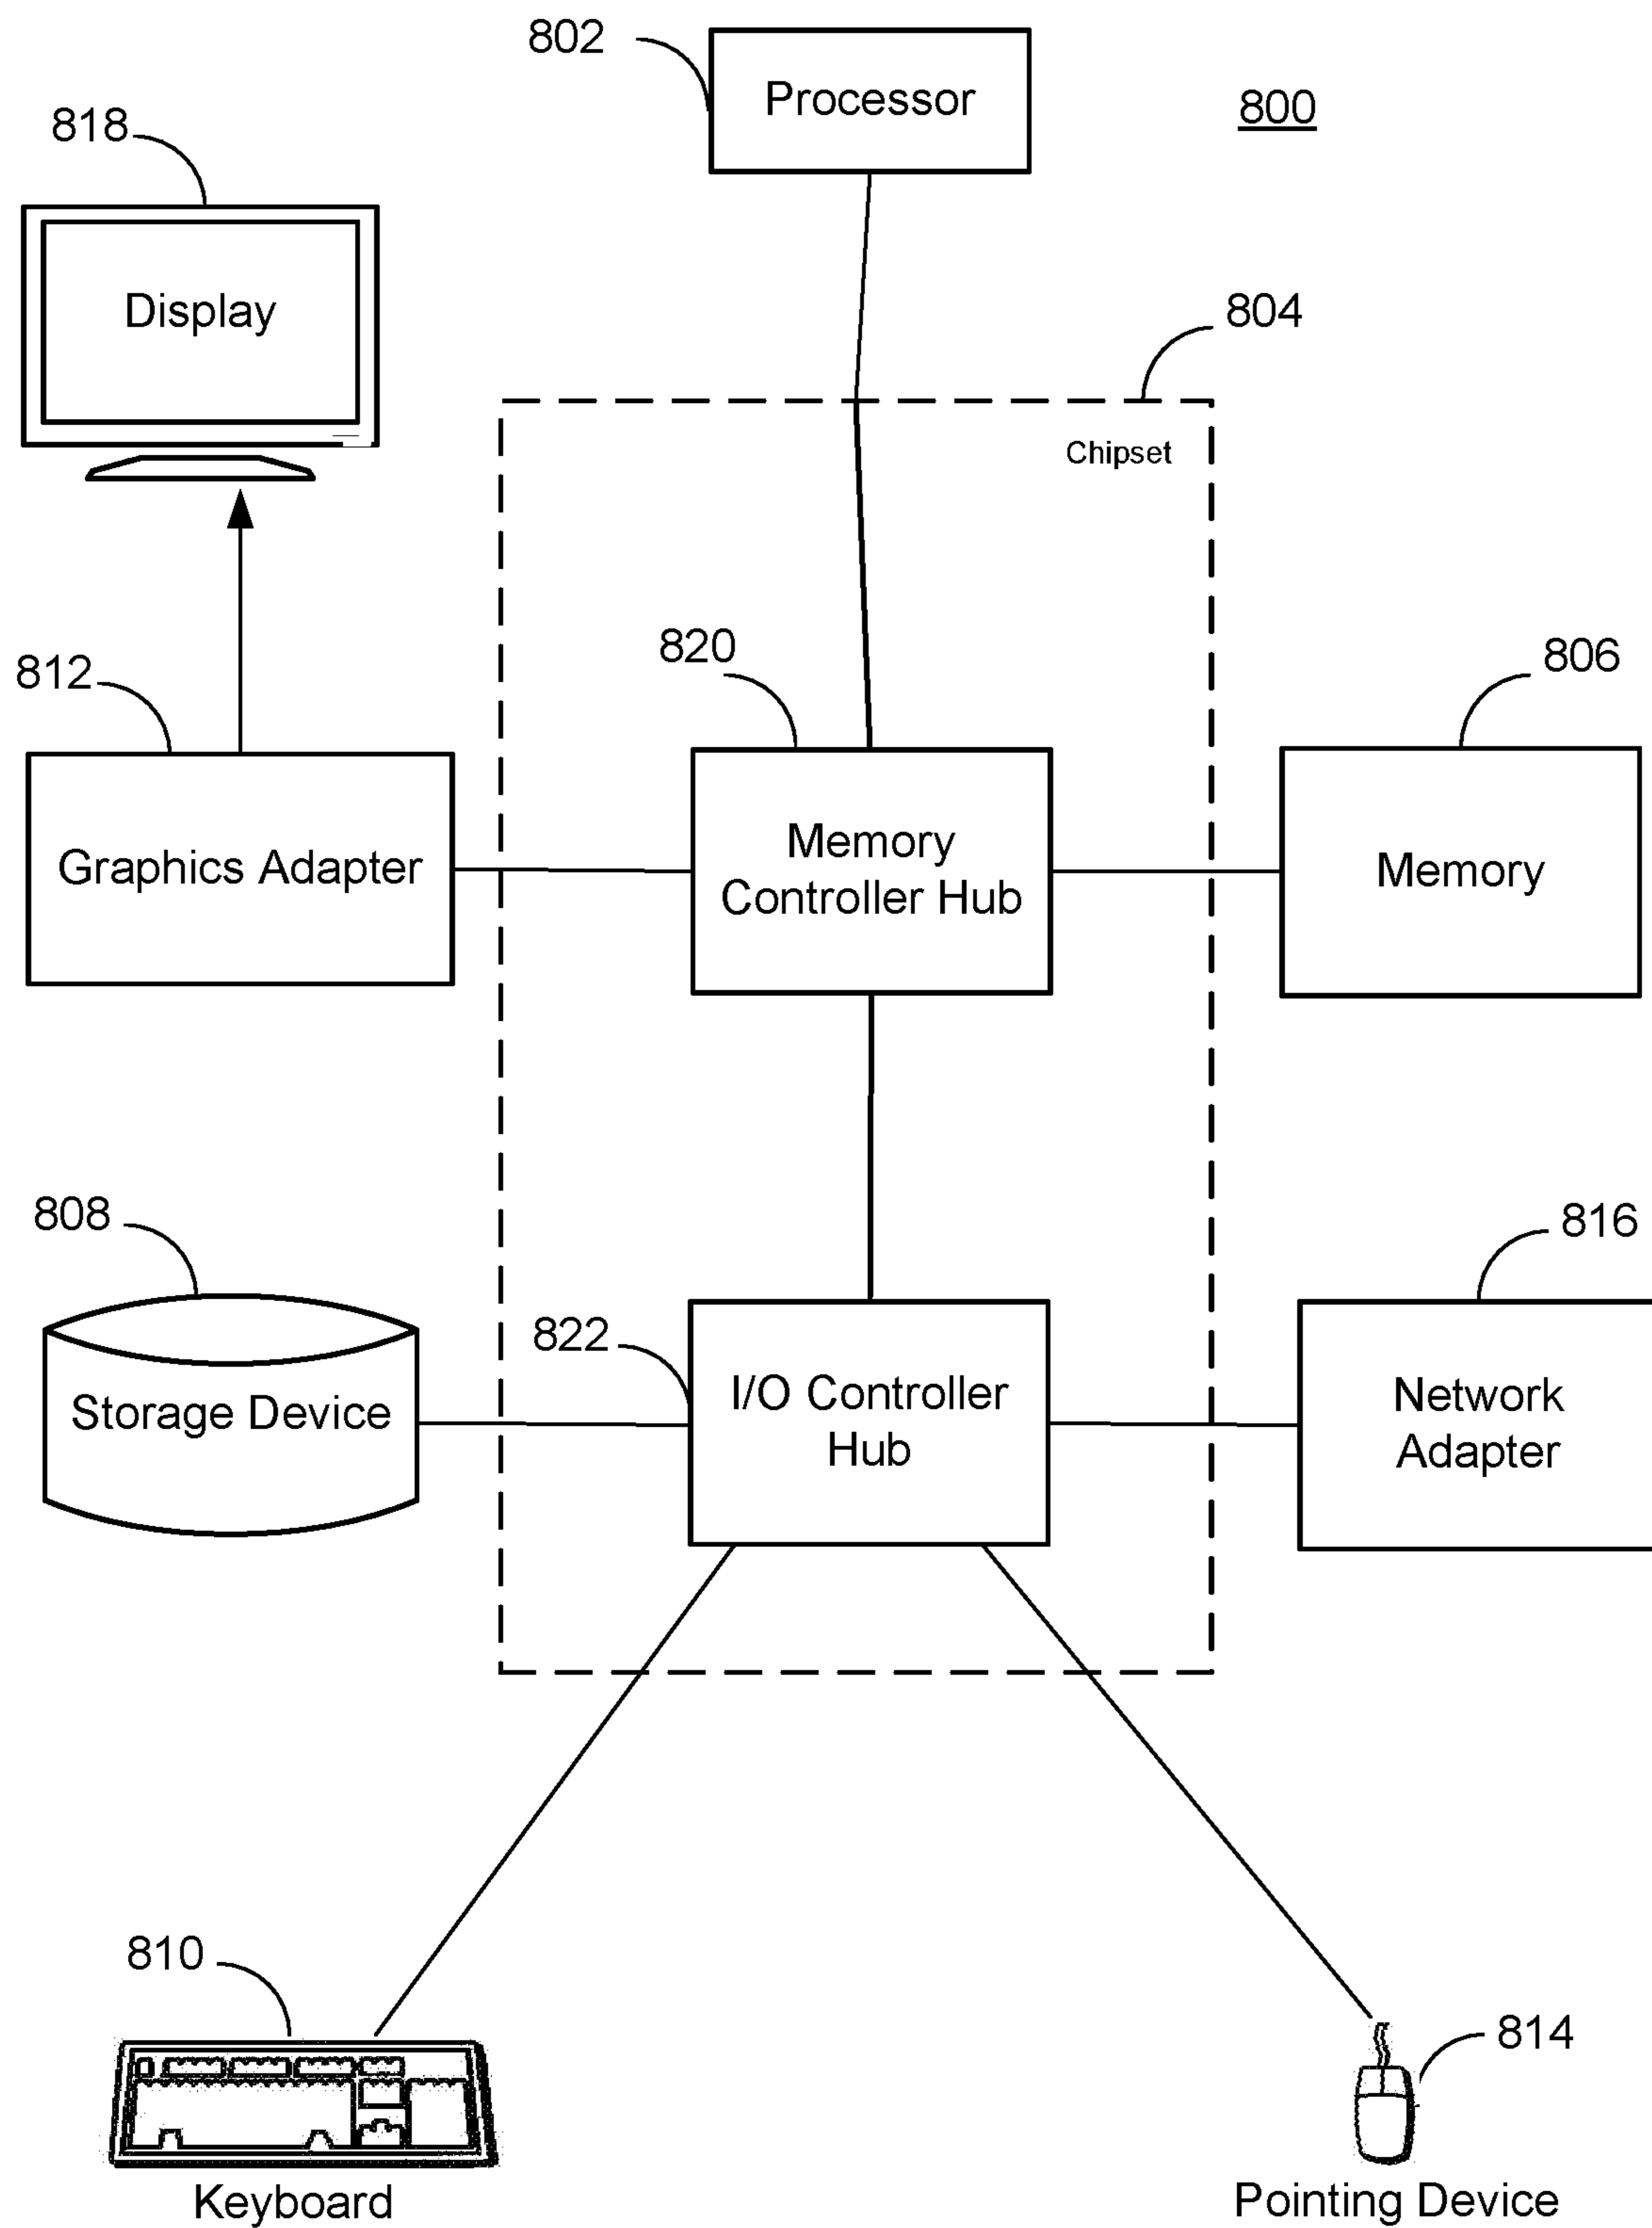 802
Processor
800
818
Display
804
Chipset
820
806
812
Memory
Controller Hub
Graphics Adapter
Memory
808
816
822
I/O Controller
Hub
Storage Device
Network
Adapter
810
814
Keyboard
Pointing Device